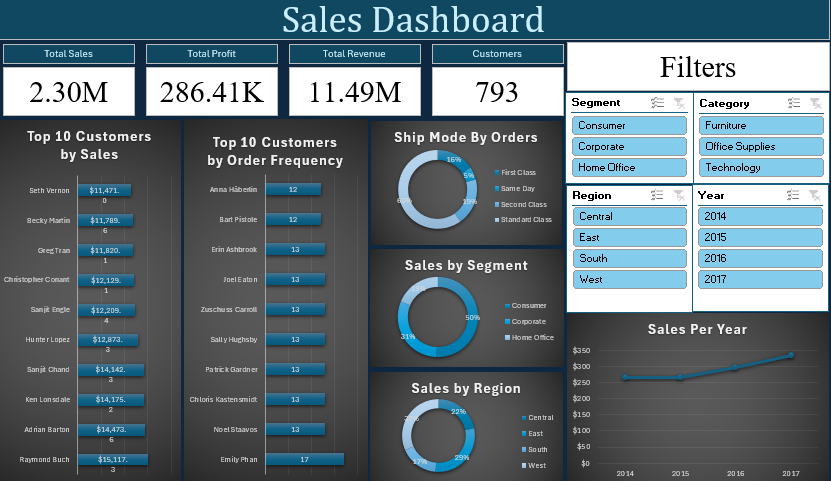 Sales Dashboard
Total Sales
2.30M
Total Profit
286.41K
Total Revenue
11.49M
Customers
793
Filters
Segment
Consumer
Corporate
Home Office
Category
Furniture
Office Supplies
Technology
Region
Central
East
South
West
Year
2014
2015
2016
2017
Top 10 Customers
by Sales
Seth Vernon
$11,471.
0
Becky Martin
$11,789.
6
Greg Tran
$11,820.
1
Christopher Conant
$12,129.
1
Sanjit Engle
$12,209.
4
Hunter Lopez
$12,873.
3
Sanjit Chand
$14,142.
3
Ken Lonsdale
$14,175.
2
Adrian Barton
$14,473.
6
Raymond Buch
$15,117.
3
Top 10 Customers
by Order Frequency
Anna Häberlin
12
Bart Pistole
12
Erin Ashbrook
13
Joel Eaton
13
Zuschuss Carroll
13
Sally Hughsby
13
Patrick Gardner
13
Chloris Kastensmidt
13
Noel Staavos
13
Emily Phan
17
Ship Mode By Orders
16%
5%
19%
First Class
Same Day
Second Class
Standard Class
Sales by Segment
50%
31%
Consumer
Corporate
Home Office
Sales by Region
22%
29%
17%
Central
East
South
West
Sales Per Year
$350
$300
$250
$200
$150
$100
$50
$0
2014
2015
2016
2017